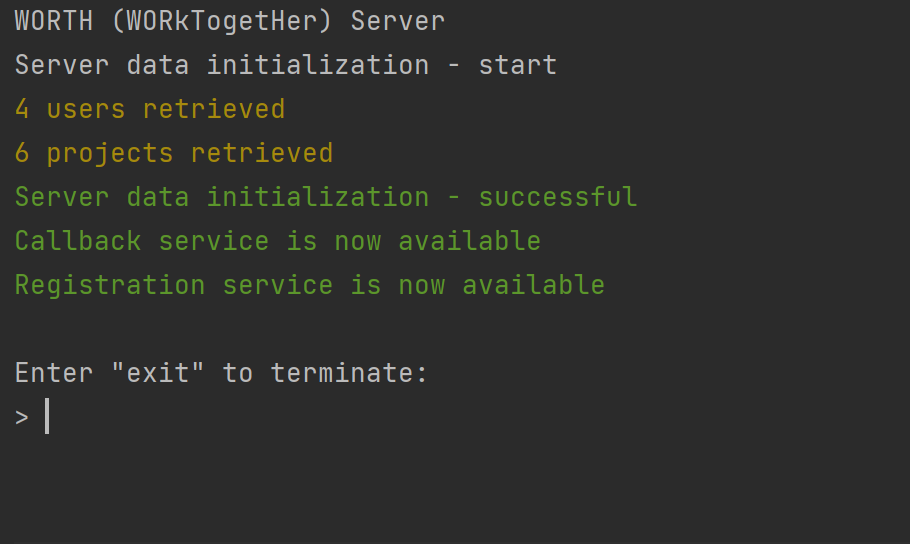 WORTH (WORkTogetHer) Server
Server data initialization - start
4 users retrieved
6 projects retrieved
Server data initialization - successful
Callback service is now available
Registration service is now available
Enter "exit" to terminate:
>